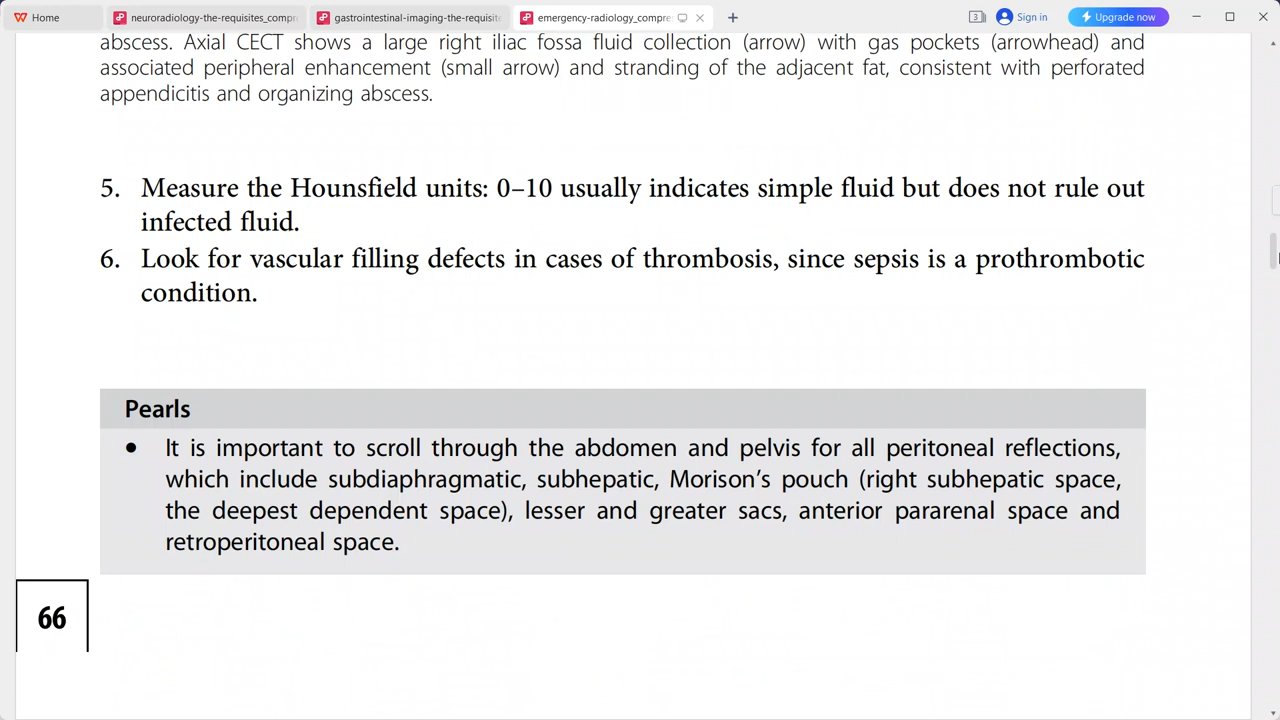 Home
neuroradiology-the-requisites_compr
gastrointestinal-imaging-the-requisite
emergency-radiology_compre
3
Sign in
Upgrade now
abscess. Axial CECT shows a large right iliac fossa fluid collection (arrow) with gas pockets (arrowhead) and
associated peripheral enhancement (small arrow) and stranding of the adjacent fat, consistent with perforated
appendicitis and organizing abscess.
5. Measure the Hounsfield units: 0–10 usually indicates simple fluid but does not rule out
infected fluid.
6. Look for vascular filling defects in cases of thrombosis, since sepsis is a prothrombotic
condition.
Pearls
• It is important to scroll through the abdomen and pelvis for all peritoneal reflections,
which include subdiaphragmatic, subhepatic, Morison's pouch (right subhepatic space,
the deepest dependent space), lesser and greater sacs, anterior pararenal space and
retroperitoneal space.
66